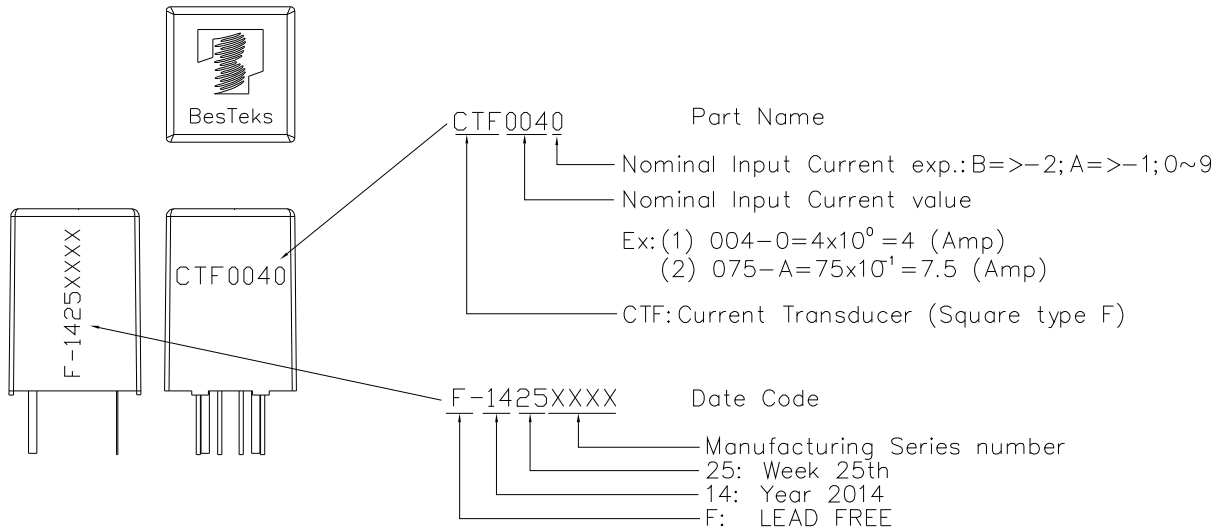 BesTeks
CTF0040 Part Name
Nominal Input Current exp.: B=>-2; A=>-1; 0~9
Nominal Input Current value
Ex: (1) 004-0=4x10⁰=4 (Amp)
(2) 075-A=75x10⁻¹=7.5 (Amp)
CTF: Current Transducer (Square type F)
F-1425XXXX
CTF0040
F-1425XXXX Date Code
Manufacturing Series number
25: Week 25th
14: Year 2014
F: LEAD FREE